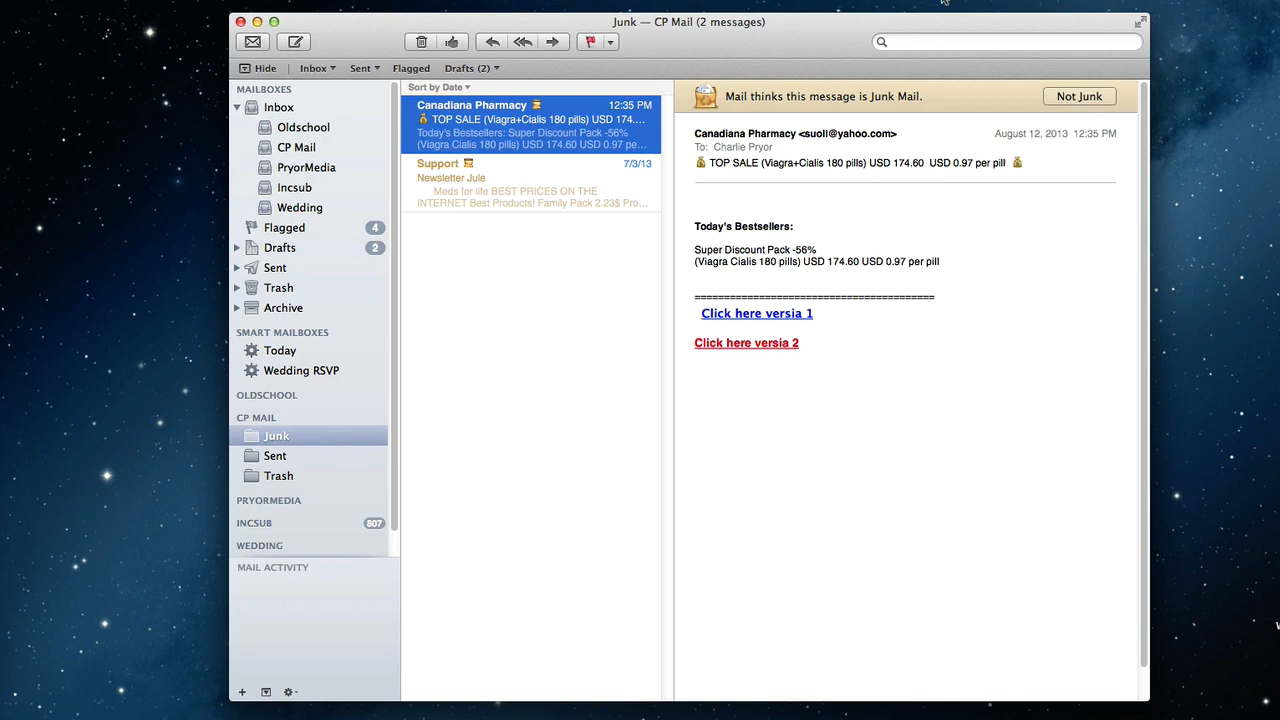 Junk — CP Mail (2 messages)
Hide Inbox Sent Flagged Drafts (2)
MAILBOXES
Inbox
Oldschool
CP Mail
PryorMedia
Incsub
Wedding
Flagged 4
Drafts 2
Sent
Trash
Archive
SMART MAILBOXES
Today
Wedding RSVP
OLDSCHOOL
CP MAIL
Junk
Sent
Trash
PRYORMEDIA
INCSUB 807
WEDDING
MAIL ACTIVITY
Sort by Date
Canadiana Pharmacy 12:35 PM
TOP SALE (Viagra+Cialis 180 pills) USD 174....
Today's Bestsellers: Super Discount Pack -56%
(Viagra Cialis 180 pills) USD 174.60 USD 0.97 pe...
Support 7/3/13
Newsletter Jule
Meds for life BEST PRICES ON THE
INTERNET Best Products! Family Pack 2.23$ Pro...
Mail thinks this message is Junk Mail. Not Junk
Canadiana Pharmacy <suoll@yahoo.com> August 12, 2013 12:35 PM
To: Charlie Pryor
TOP SALE (Viagra+Cialis 180 pills) USD 174.60 USD 0.97 per pill
Today's Bestsellers:
Super Discount Pack -56%
(Viagra Cialis 180 pills) USD 174.60 USD 0.97 per pill
========================================
Click here versia 1
Click here versia 2